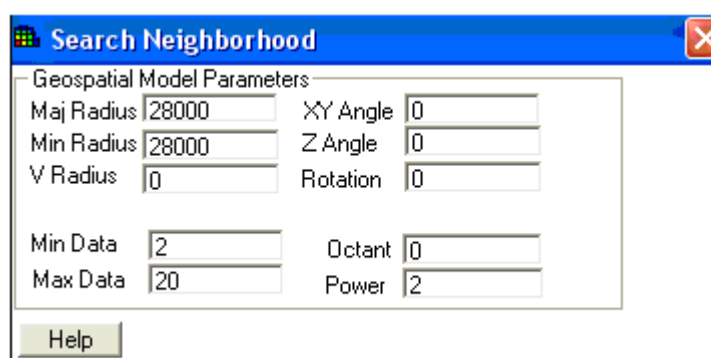 Search Neighborhood
Geospatial Model Parameters
Maj Radius 28000 XY Angle 0
Min Radius 28000 Z Angle 0
V Radius 0 Rotation 0
Min Data 2 Octant 0
Max Data 20 Power 2
Help